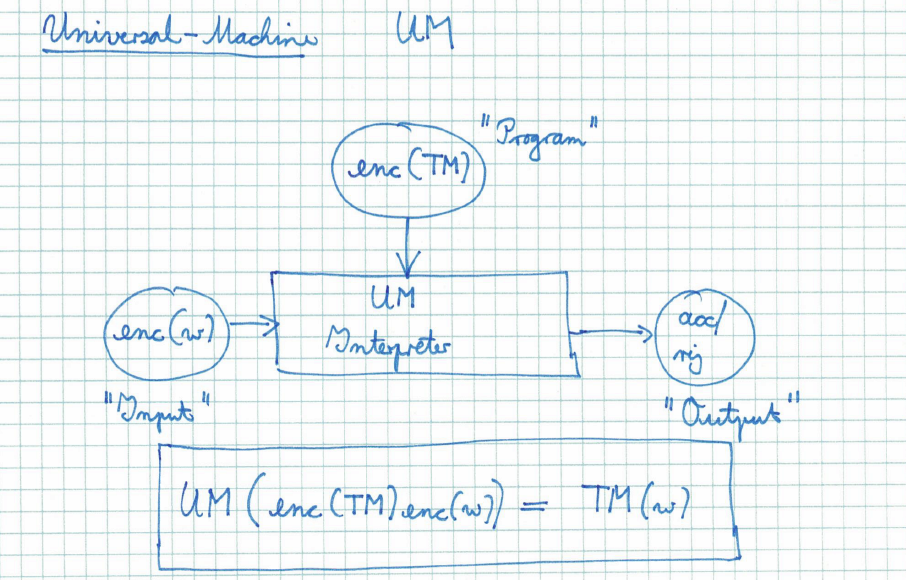 Universal-Machine UM
"Program"
enc(TM)
UM
Interpreter
enc(w)
acc/
rej
"Input"
"Output"
UM (enc(TM)enc(w)) = TM(w)